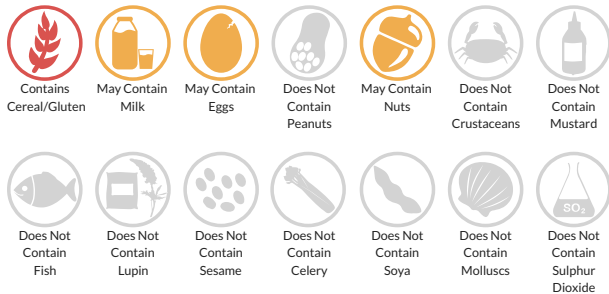 Contains
Cereal/Gluten
May Contain
Milk
May Contain
Eggs
Does Not
Contain
Peanuts
May Contain
Nuts
Does Not
Contain
Crustaceans
Does Not
Contain
Mustard
Does Not
Contain
Fish
Does Not
Contain
Lupin
Does Not
Contain
Sesame
Does Not
Contain
Celery
Does Not
Contain
Soya
Does Not
Contain
Molluscs
SO₂
Does Not
Contain
Sulphur
Dioxide